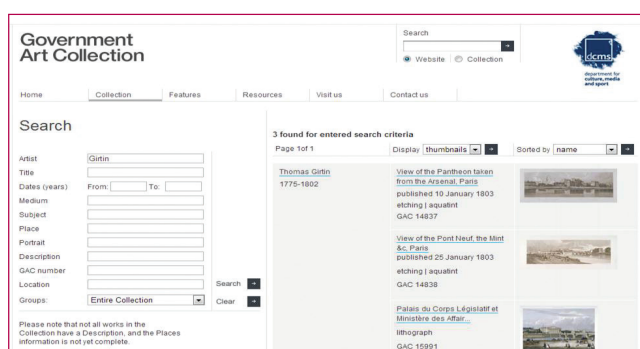 Government
Art Collection
Search
Website Collection
dcms
department for
culture, media
and sport
Home Collection Features Resources Visit us Contact us
Search
Artist Girtin
Title
Dates (years) From: To:
Medium
Subject
Place
Portrait
Description
GAC number
Location Search
Groups: Entire Collection Clear
Please note that not all works in the
Collection have a Description, and the Places
information is not yet complete.
3 found for entered search criteria
Page 1of 1 Display thumbnails Sorted by name
Thomas Girtin
1775-1802
View of the Pantheon taken
from the Arsenal, Paris
published 10 January 1803
etching | aquatint
GAC 14837
View of the Pont Neuf, the Mint
&c, Paris
published 25 January 1803
etching | aquatint
GAC 14838
Palais du Corps Législatif et
Ministère des Affair...
lithograph
GAC 15991